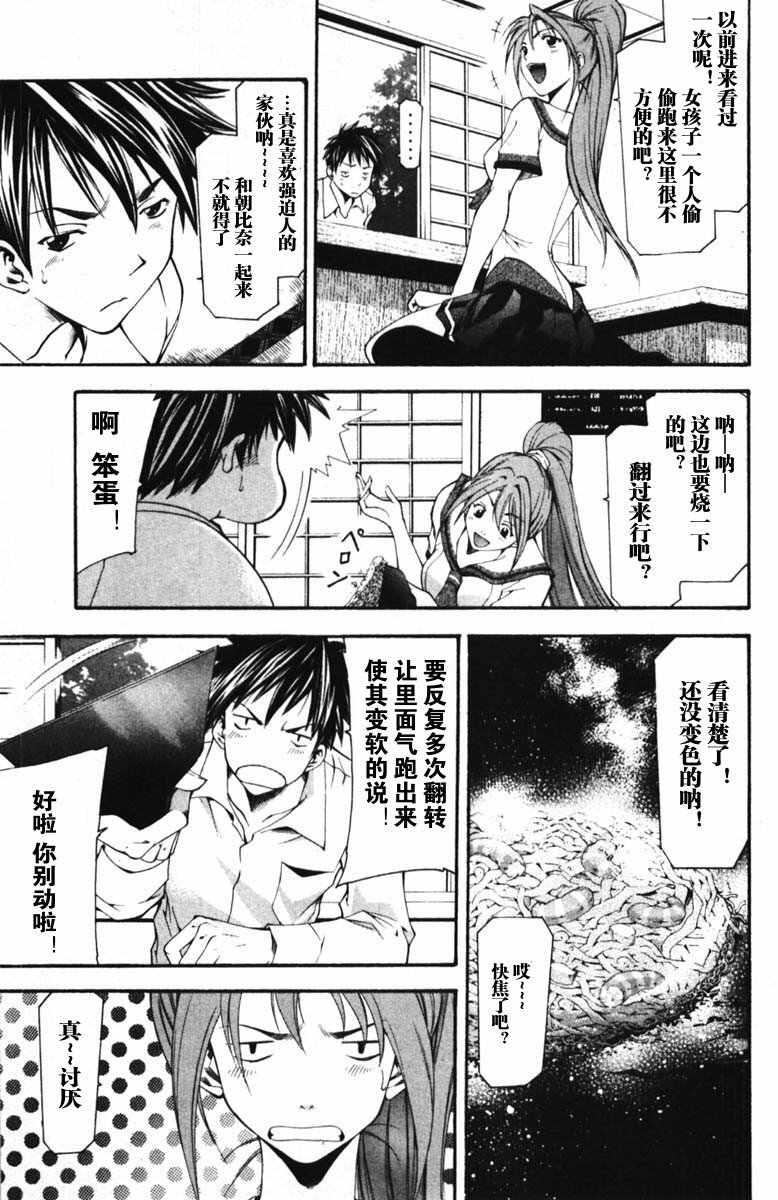 以前进来看过
一次呢！
女孩子一个人偷
偷跑来这里很不
方便的吧？
……
…真是喜欢强迫人的
家伙呐~~~~
和朝比奈一起来
不就得了
呐—呐—
这边也要烧一下
的吧？
翻过来行吧？
ペロン
啊 笨蛋！
看清楚了！
还没变色的呐！
哎~~~
快焦了吧？
要反复多次翻转
让里面气跑出来
使其变软的说！
好啦 你别动啦！
真~~讨厌